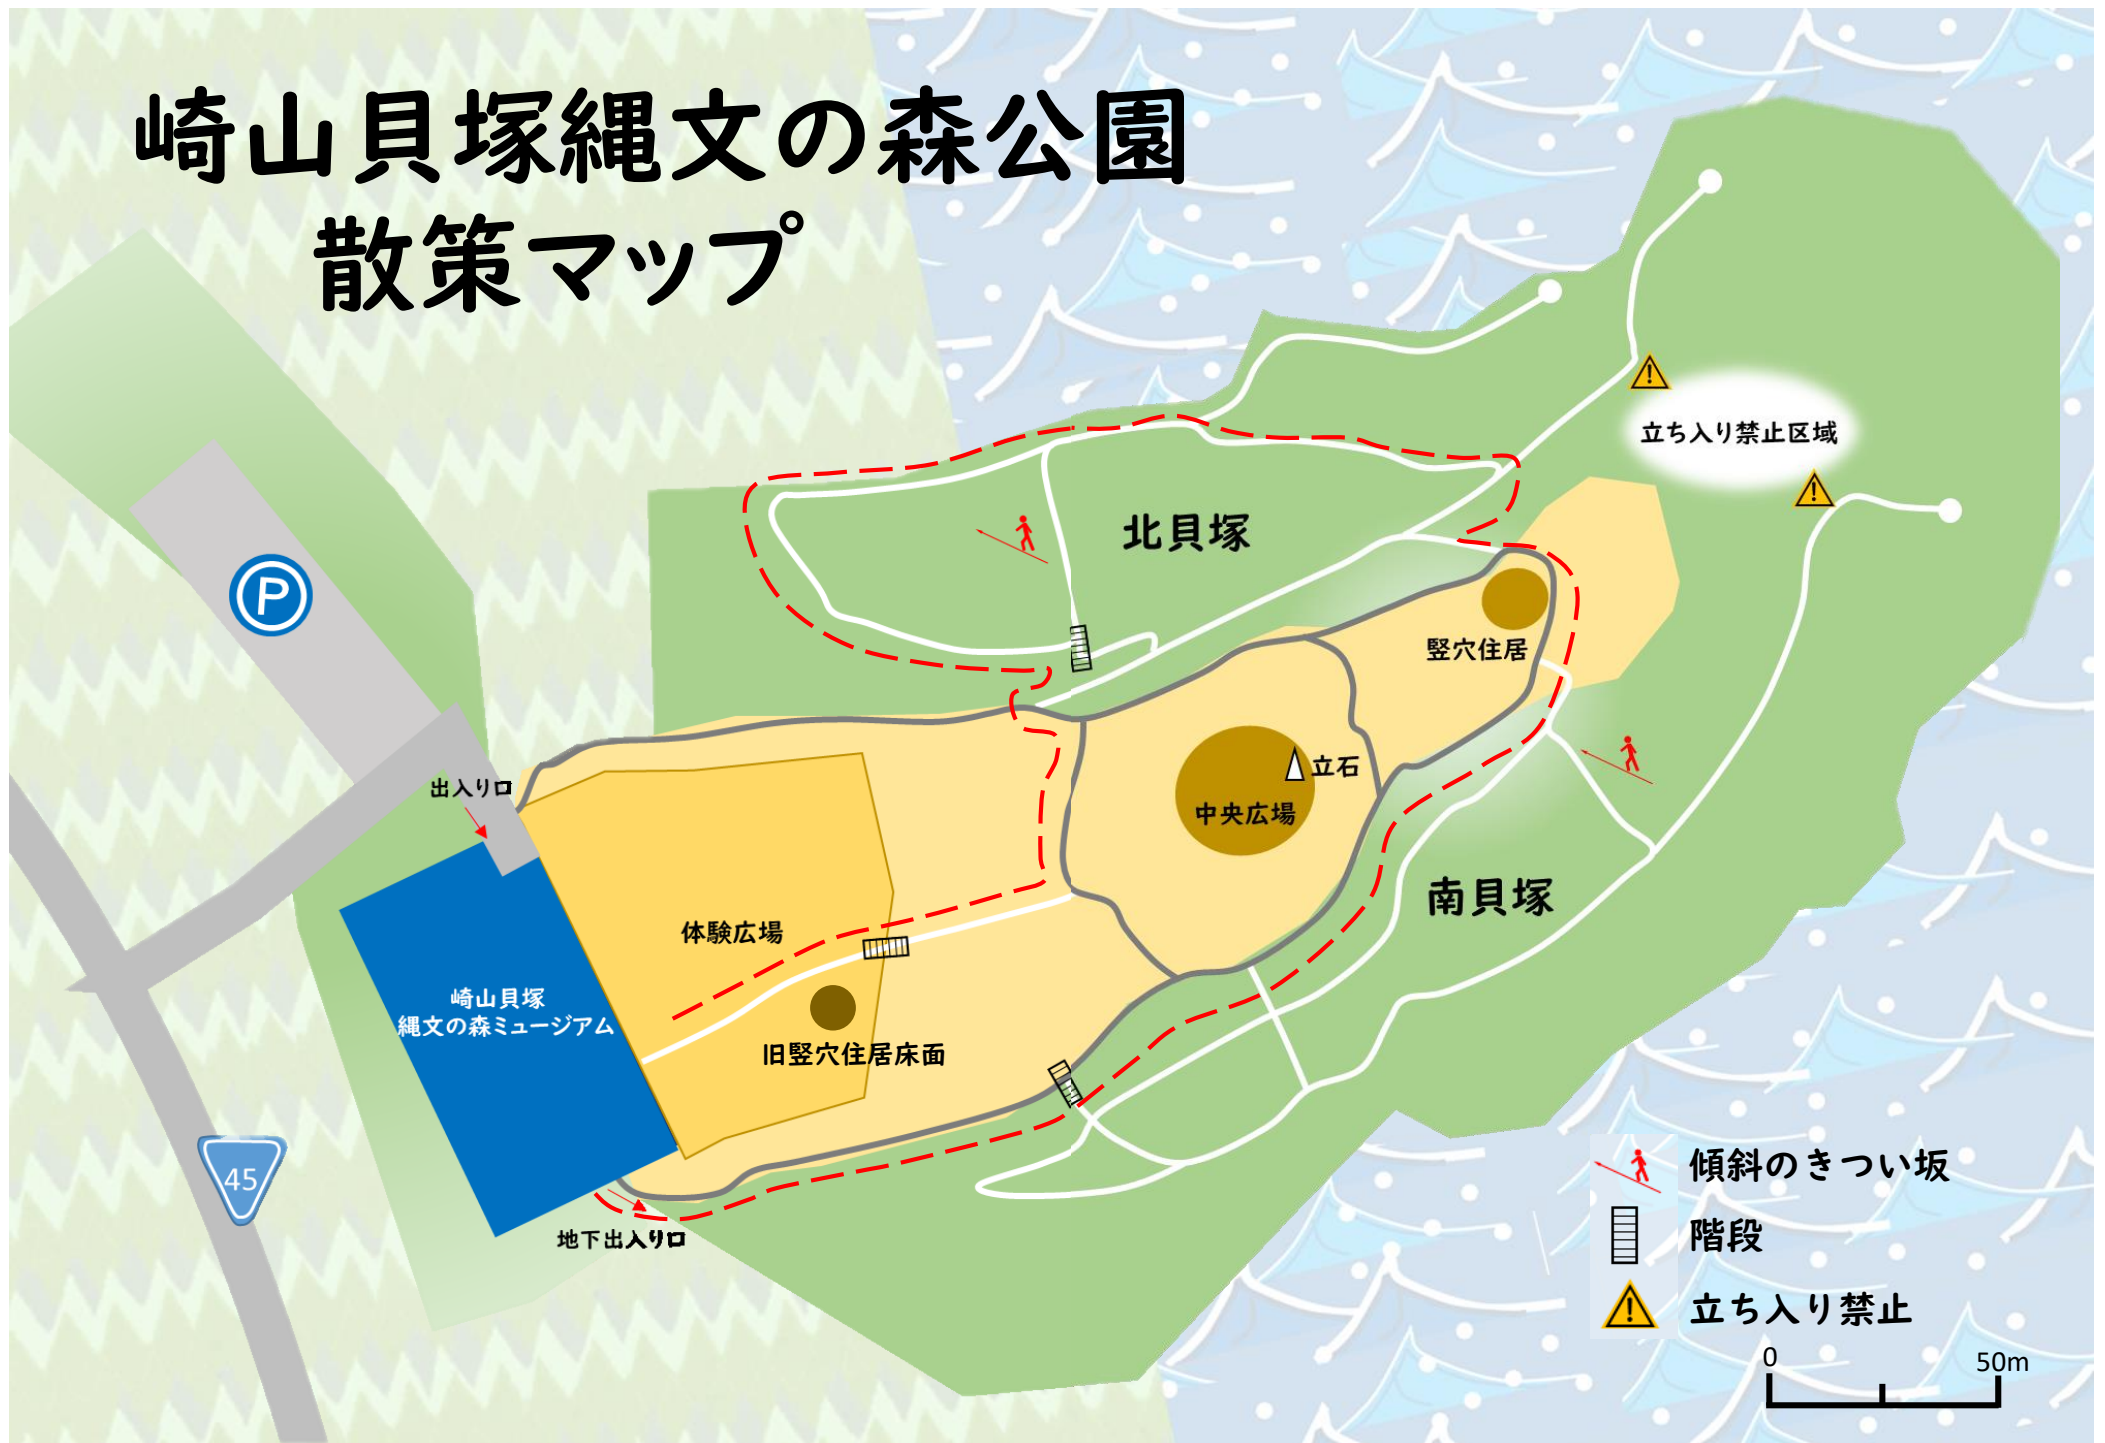 崎山貝塚縄文の森公園
散策マップ
立ち入り禁止区域
北貝塚
P
竪穴住居
立石
中央広場
出入り口
南貝塚
体験広場
崎山貝塚
縄文の森ミュージアム
旧竪穴住居床面
45
地下出入り口
傾斜のきつい坂
階段
立ち入り禁止
0 50m